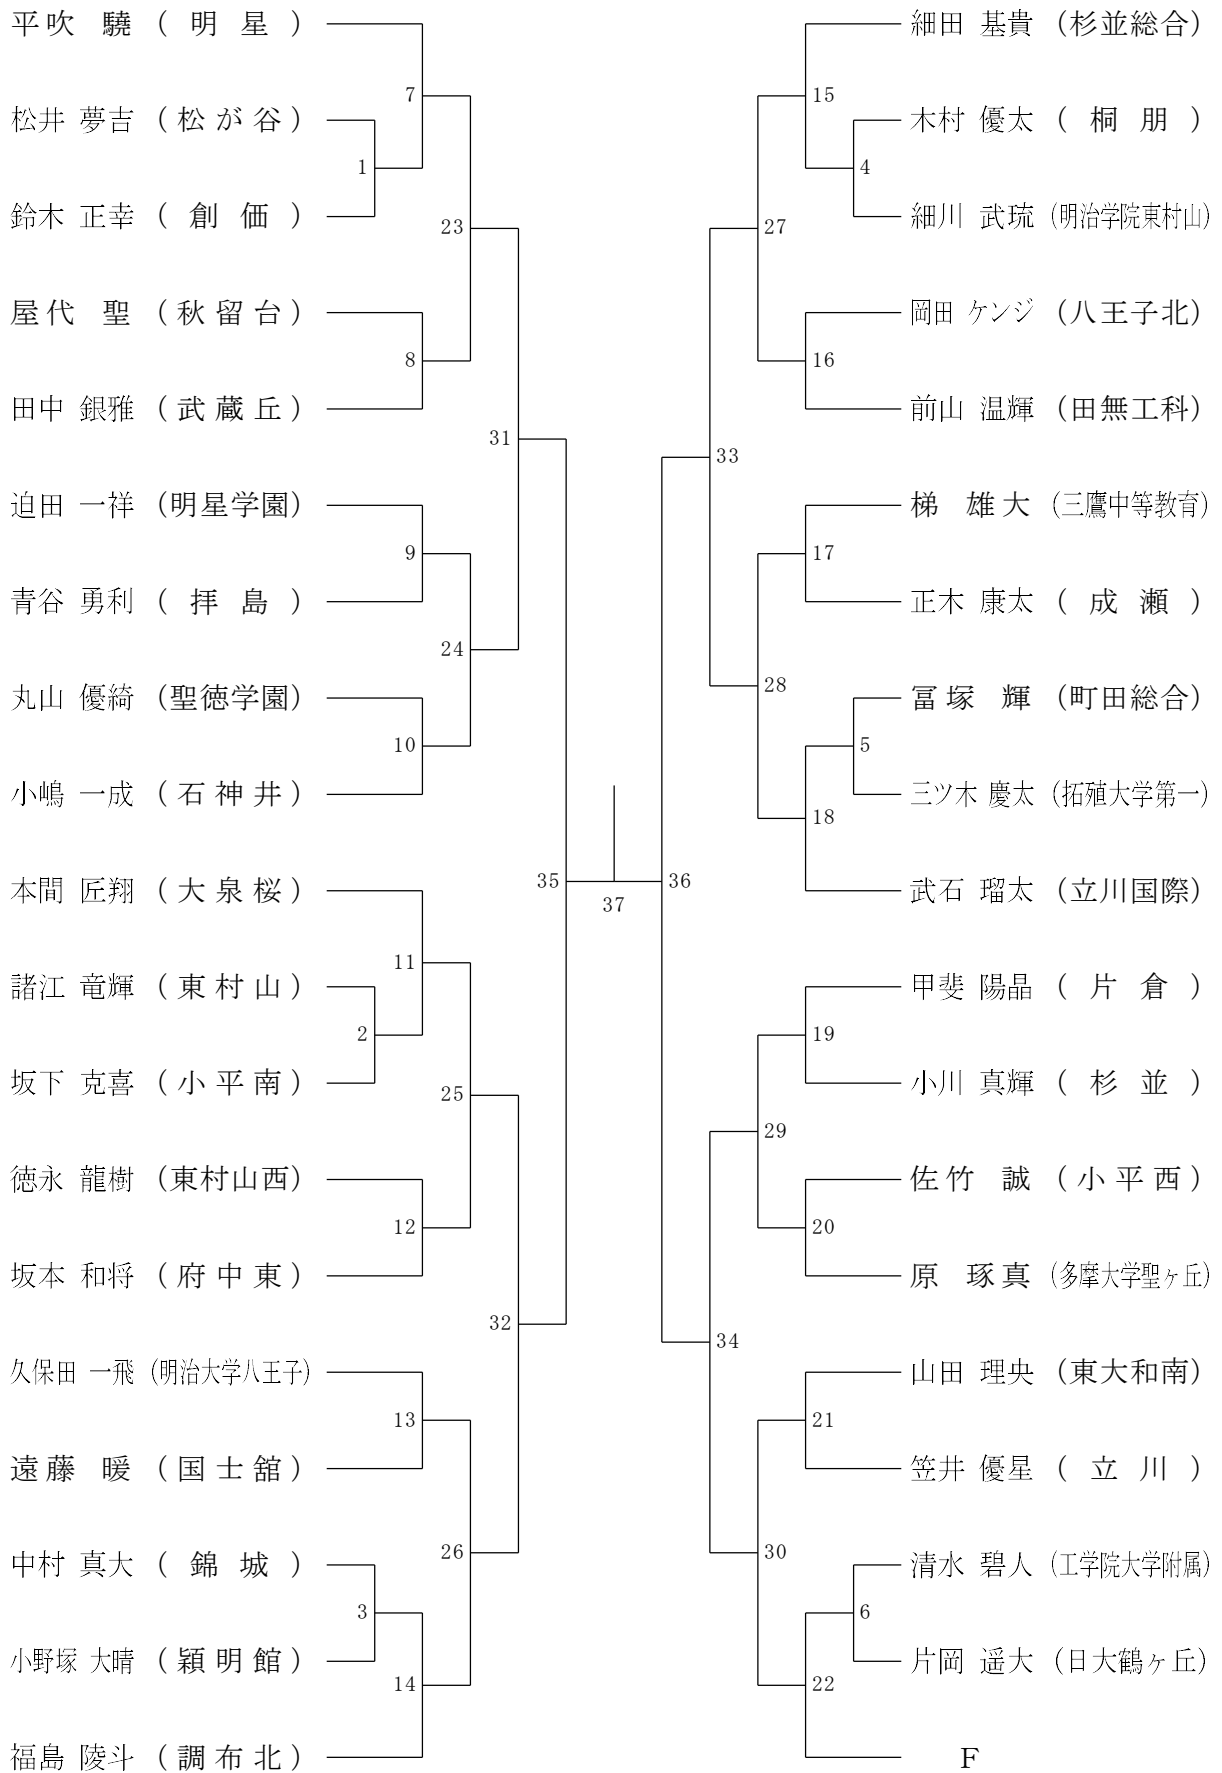 平吹 驍 ( 明 星 )
7
松井 夢吉 ( 松 が 谷 )
1
鈴木 正幸 ( 創 価 )
23
屋代 聖 ( 秋 留 台 )
8
田中 銀雅 ( 武 蔵 丘 )
31
迫田 一祥 (明星学園)
9
青谷 勇利 ( 拝 島 )
24
丸山 優綺 (聖徳学園)
10
小嶋 一成 ( 石 神 井 )
35
本間 匠翔 ( 大 泉 桜 )
11
諸江 竜輝 ( 東 村 山 )
2
坂下 克喜 ( 小 平 南 )
25
徳永 龍樹 (東村山西)
12
坂本 和将 ( 府 中 東 )
32
久保田 一飛 (明治大学八王子)
13
遠藤 暖 ( 国 士 舘 )
26
中村 真大 ( 錦 城 )
3
小野塚 大晴 ( 穎 明 館 )
14
福島 陵斗 ( 調 布 北 )
37
細田 基貴 (杉並総合)
15
木村 優太 ( 桐 朋 )
4
細川 武琉 (明治学院東村山)
27
岡田 ケンジ (八王子北)
16
前山 温輝 (田無工科)
33
梯 雄大 (三鷹中等教育)
17
正木 康太 ( 成 瀬 )
28
冨塚 輝 (町田総合)
5
三ツ木 慶太 (拓殖大学第一)
18
36
武石 瑠太 (立川国際)
甲斐 陽晶 ( 片 倉 )
19
小川 真輝 ( 杉 並 )
29
佐竹 誠 ( 小 平 西 )
20
原 琢真 (多摩大学聖ヶ丘)
34
山田 理央 (東大和南)
21
笠井 優星 ( 立 川 )
30
清水 碧人 (工学院大学附属)
6
片岡 遥大 (日大鶴ヶ丘)
22
F